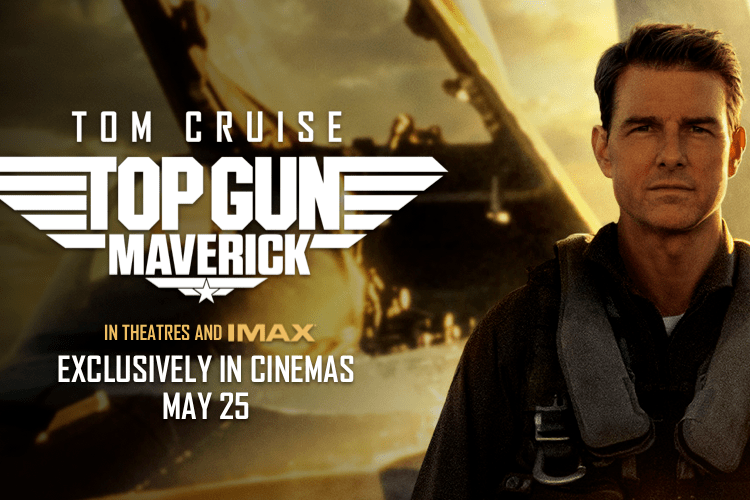 TOM CRUISE
TOP GUN
MAVERICK
IN THEATRES AND IMAX
EXCLUSIVELY IN CINEMAS
MAY 25